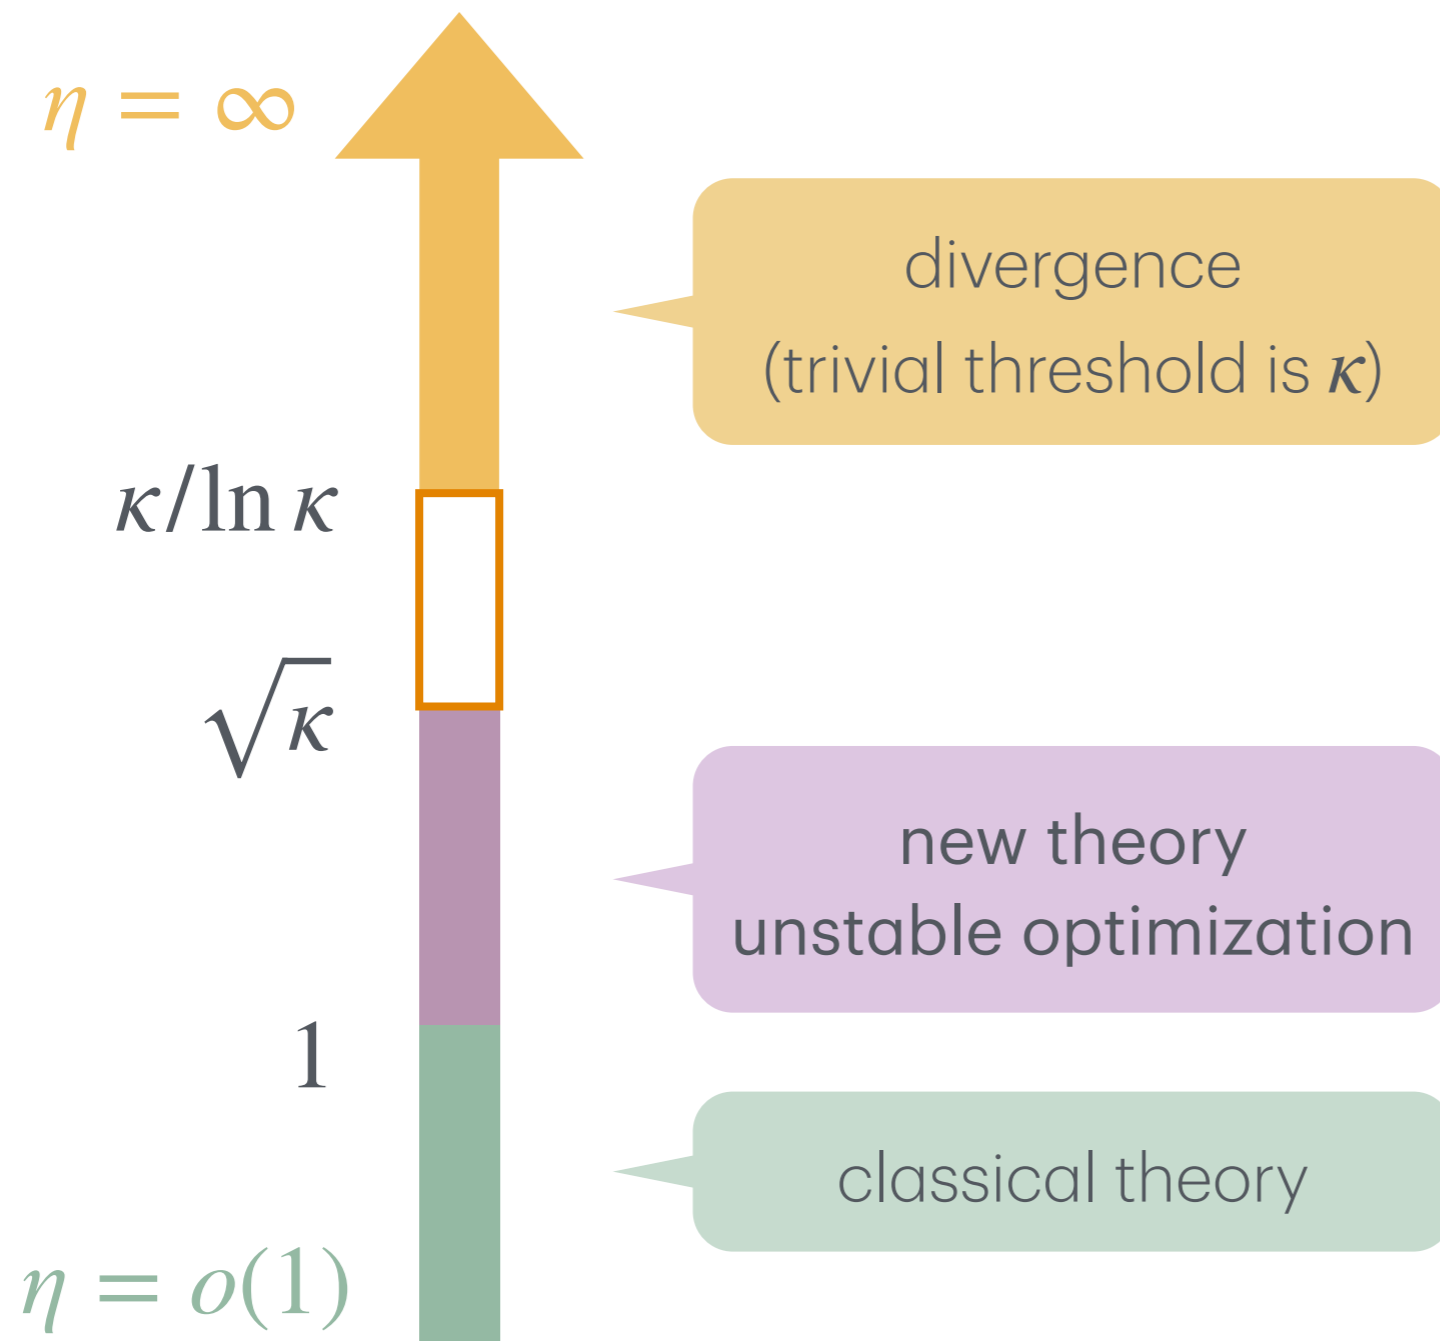 η = ∞
divergence
(trivial threshold is κ)
κ/ln κ
√κ
new theory
unstable optimization
1
classical theory
η = o(1)